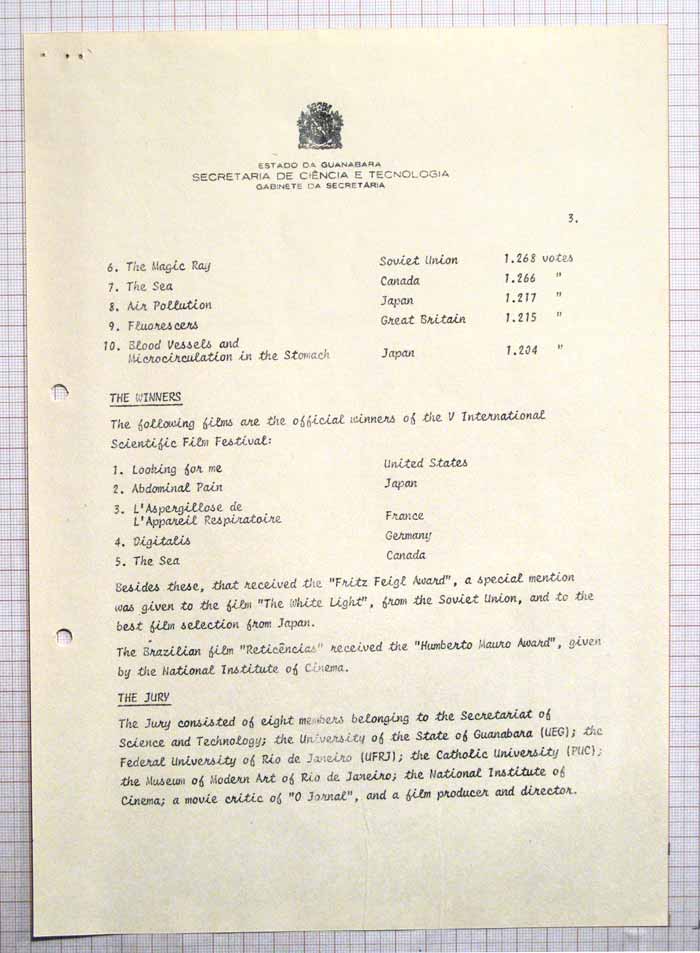 ESTADO DA GUANABARA
SECRETARIA DE CIÊNCIA E TECNOLOGIA
GABINETE DA SECRETÁRIA
3.
6. The Magic Ray Soviet Union 1.268 votes
7. The Sea Canada 1.266 "
8. Air Pollution Japan 1.217 "
9. Fluorescers Great Britain 1.215 "
10. Blood Vessels and
Microcirculation in the Stomach Japan 1.204 "
THE WINNERS
The following films are the official winners of the V International
Scientific Film Festival:
1. Looking for me United States
2. Abdominal Pain Japan
3. L'Aspergillose de
L'Appareil Respiratoire France
4. Digitalis Germany
5. The Sea Canada
Besides these, that received the "Fritz Feigl Award", a special mention
was given to the film "The White Light", from the Soviet Union, and to the
best film selection from Japan.
The Brazilian film "Reticências" received the "Humberto Mauro Award", given
by the National Institute of Cinema.
THE JURY
The Jury consisted of eight members belonging to the Secretariat of
Science and Technology; the University of the State of Guanabara (UEG); the
Federal University of Rio de Janeiro (UFRJ); the Catholic University (PUC);
the Museum of Modern Art of Rio de Janeiro; the National Institute of
Cinema; a movie critic of "O Jornal", and a film producer and director.